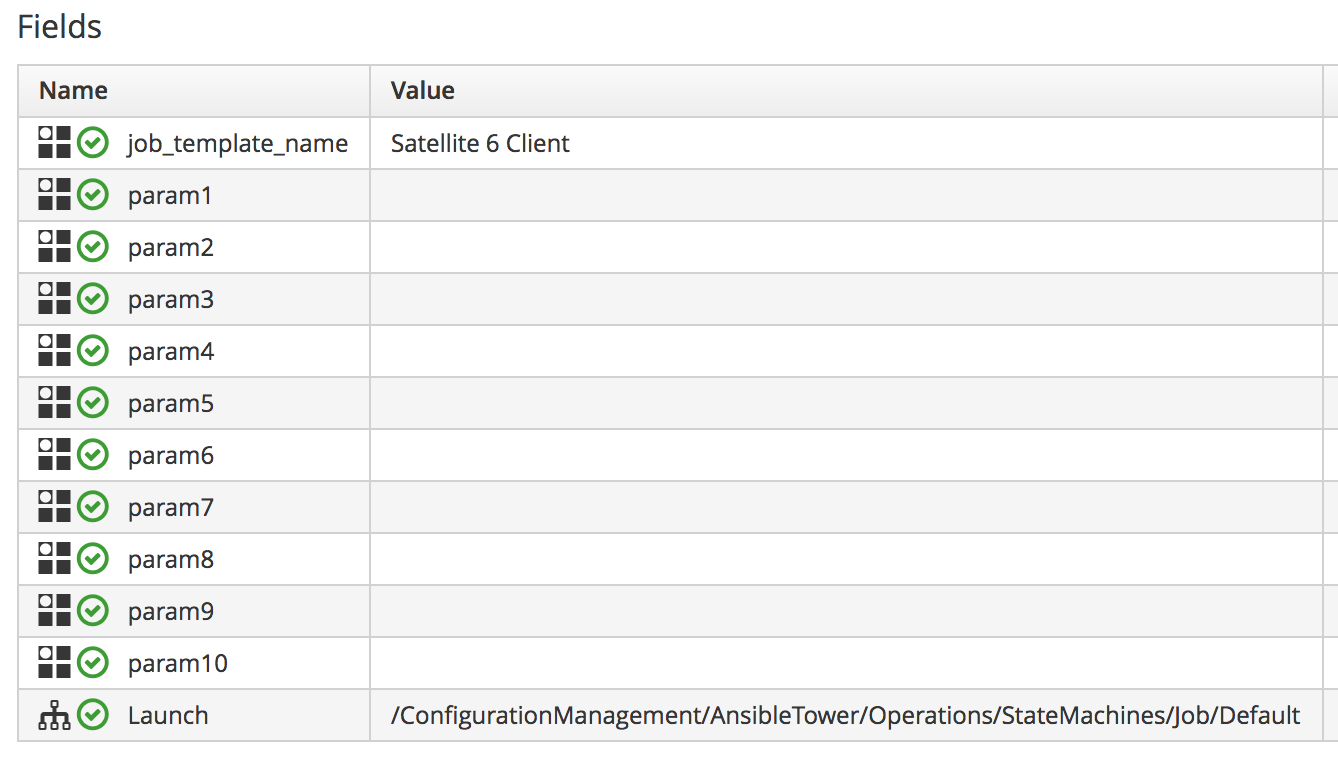 Fields
Name Value
job_template_name Satellite 6 Client
param1
param2
param3
param4
param5
param6
param7
param8
param9
param10
Launch /ConfigurationManagement/AnsibleTower/Operations/StateMachines/Job/Default